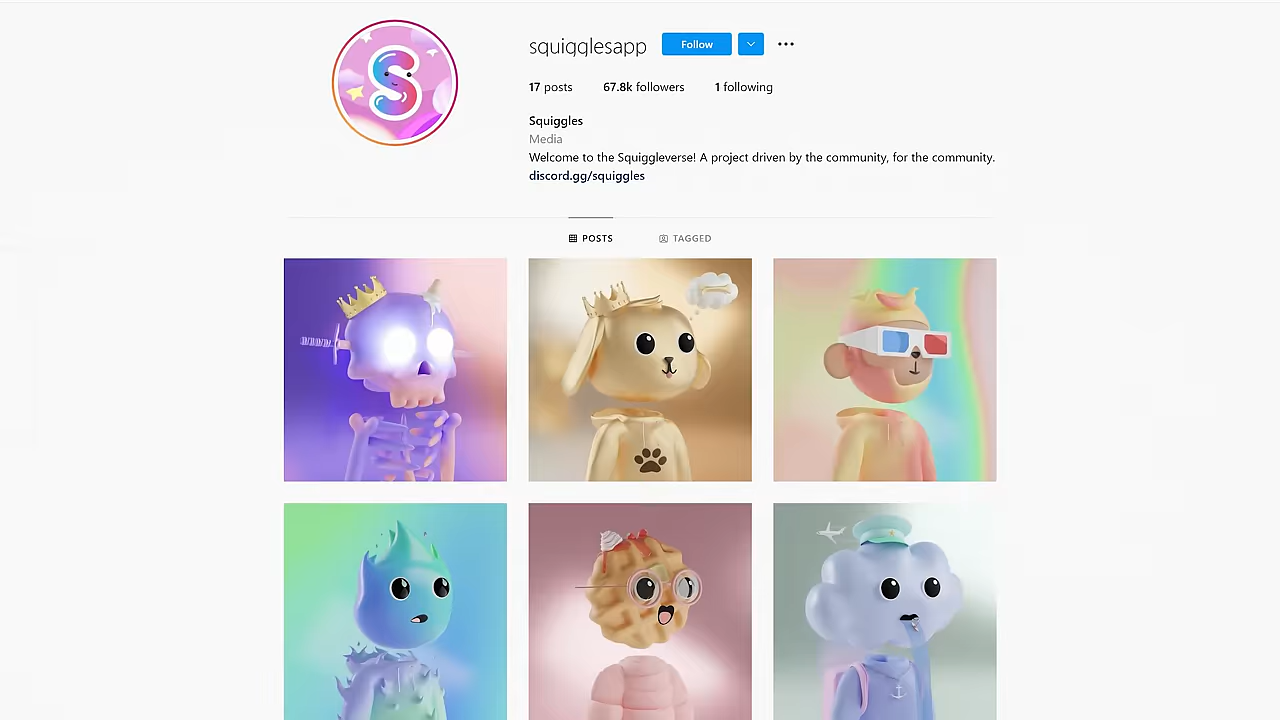 S
squigglesapp Follow
17 posts 67.8k followers 1 following
Squiggles
Media
Welcome to the Squiggleverse! A project driven by the community, for the community.
discord.gg/squiggles
POSTS TAGGED